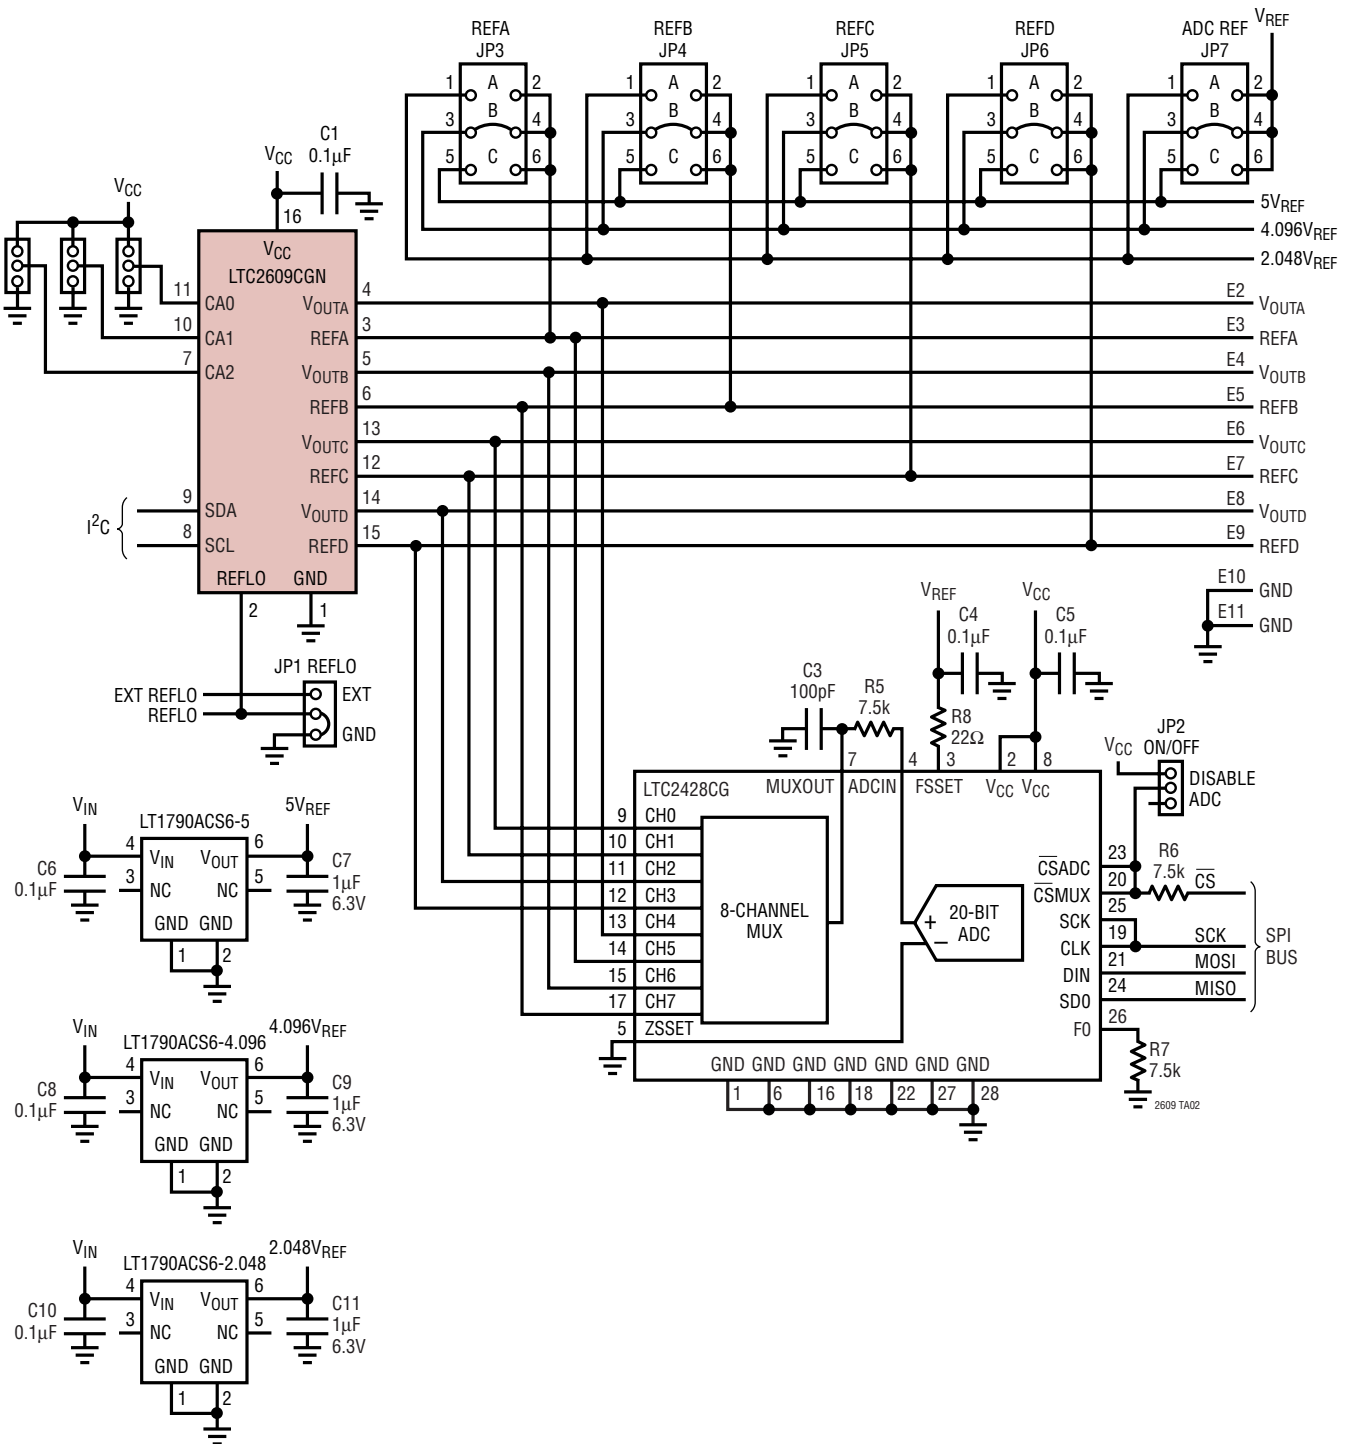 REFA REFB REFC REFD ADC REF VREF
JP3 JP4 JP5 JP6 JP7
1 A 2 1 A 2 1 A 2 1 A 2 1 A 2
3 B 4 3 B 4 3 B 4 3 B 4 3 B 4
5 C 6 5 C 6 5 C 6 5 C 6 5 C 6
5VREF
4.096VREF
2.048VREF
C1
0.1µF
VCC
VCC
16
VCC
LTC2609CGN
11 CA0 VOUTA 4 E2 VOUTA
10 CA1 REFA 3 E3 REFA
7 CA2 VOUTB 5 E4 VOUTB
REFB 6 E5 REFB
VOUTC 13 E6 VOUTC
REFC 12 E7 REFC
I2C
9 SDA VOUTD 14 E8 VOUTD
8 SCL REFD 15 E9 REFD
REFLO GND
2 1
E10 GND
E11 GND
JP1 REFLO
EXT REFLO EXT
REFLO
GND
VREF VCC
C4
0.1µF
C5
0.1µF
C3
100pF
R5
7.5k
R8
22Ω
JP2
ON/OFF
VCC
DISABLE
ADC
7 4 3 2 8
LTC2428CG MUXOUT ADCIN FSSET VCC VCC
9 CH0
10 CH1
11 CH2
12 CH3
13 CH4
14 CH5
15 CH6
17 CH7
5 ZSSET
8-CHANNEL
MUX
+
–
20-BIT
ADC
C̅S̅ADC 23
C̅S̅MUX 20
R6
7.5k
C̅S̅
SCK 25
CLK 19 SCK
DIN 21 MOSI
SD0 24 MISO
SPI
BUS
F0 26
R7
7.5k
GND GND GND GND GND GND GND
1 6 16 18 22 27 28
2609 TA02
VIN 5VREF
LT1790ACS6-5
4 VIN VOUT 6
3 NC NC 5
GND GND
1 2
C6
0.1µF
C7
1µF
6.3V
VIN 4.096VREF
LT1790ACS6-4.096
4 VIN VOUT 6
3 NC NC 5
GND GND
1 2
C8
0.1µF
C9
1µF
6.3V
VIN 2.048VREF
LT1790ACS6-2.048
4 VIN VOUT 6
3 NC NC 5
GND GND
1 2
C10
0.1µF
C11
1µF
6.3V